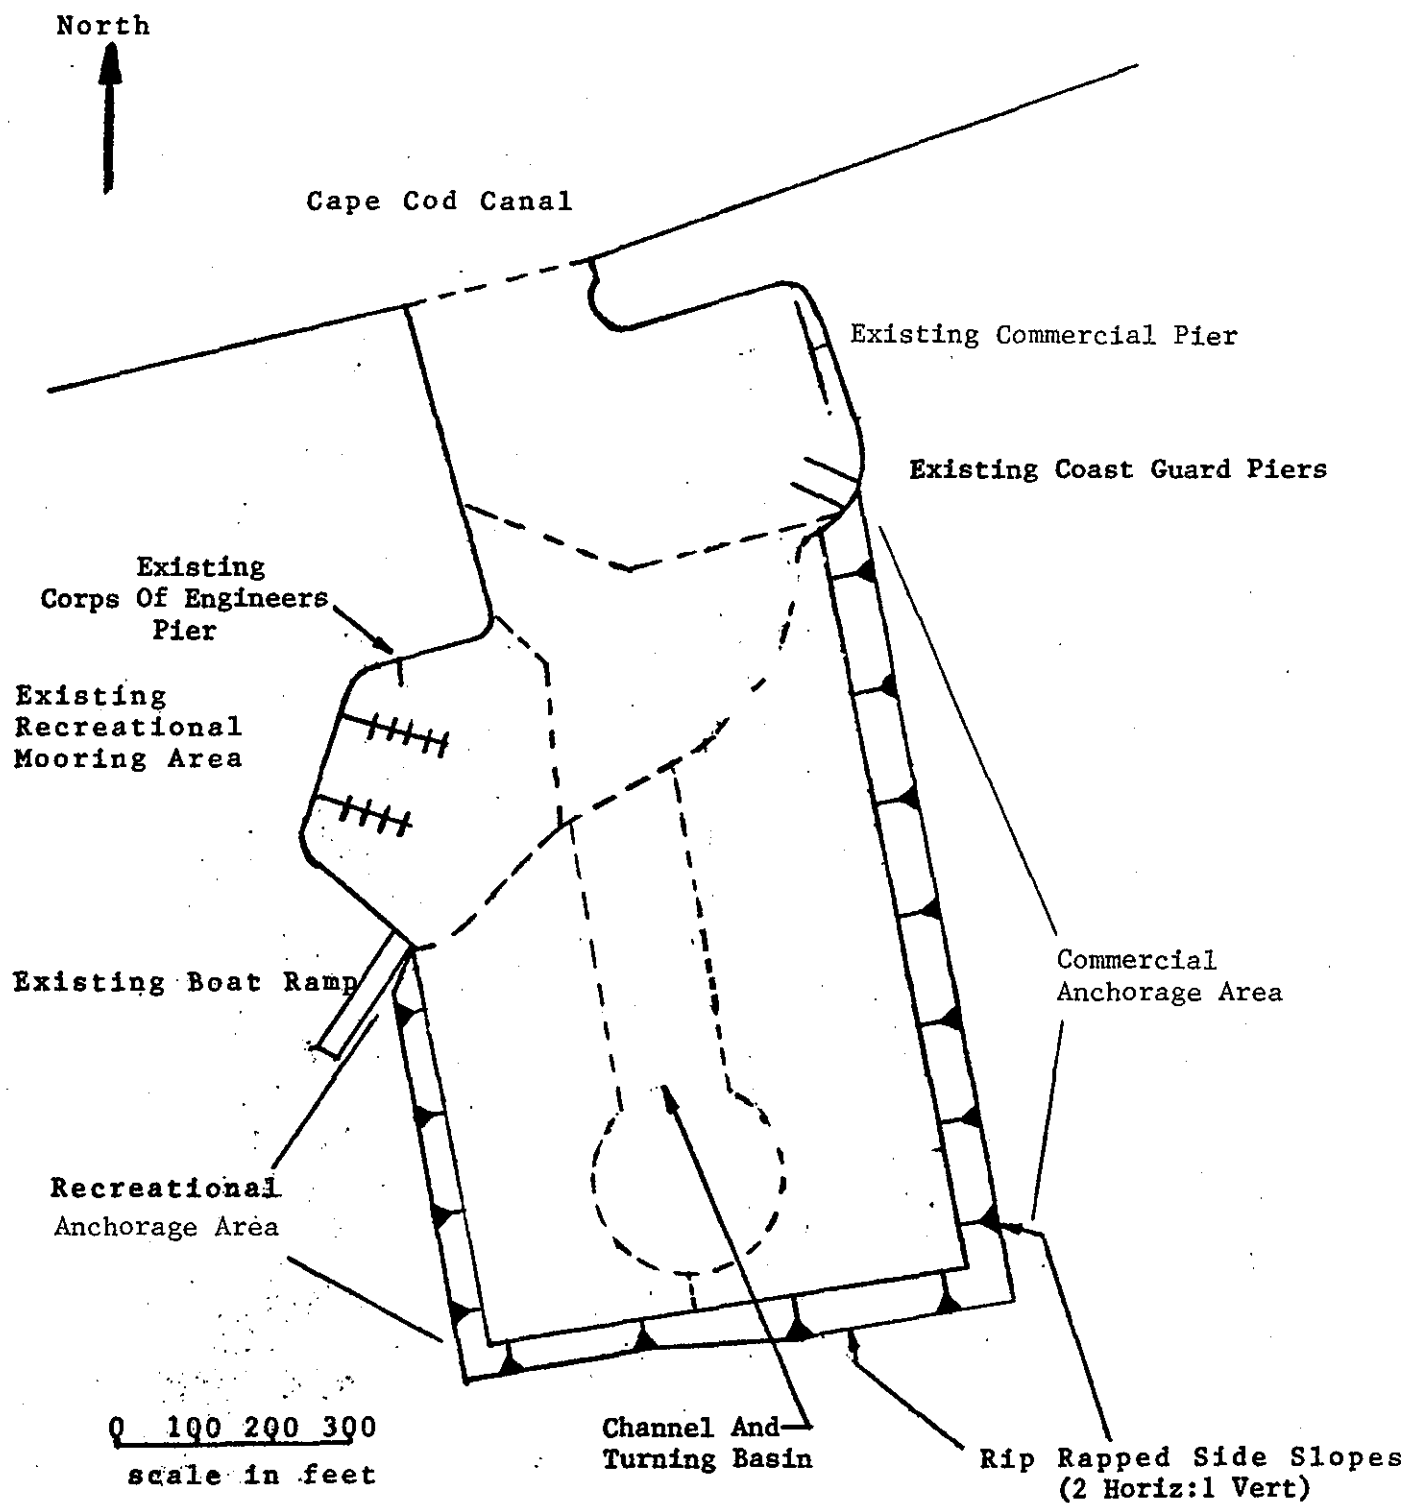 North
Cape Cod Canal
Existing Commercial Pier
Existing Coast Guard Piers
Existing
Corps Of Engineers
Pier
Existing
Recreational
Mooring Area
Existing Boat Ramp
Commercial
Anchorage Area
Recreational
Anchorage Area
0 100 200 300
scale in feet
Channel And
Turning Basin
Rip Rapped Side Slopes
(2 Horiz:1 Vert)